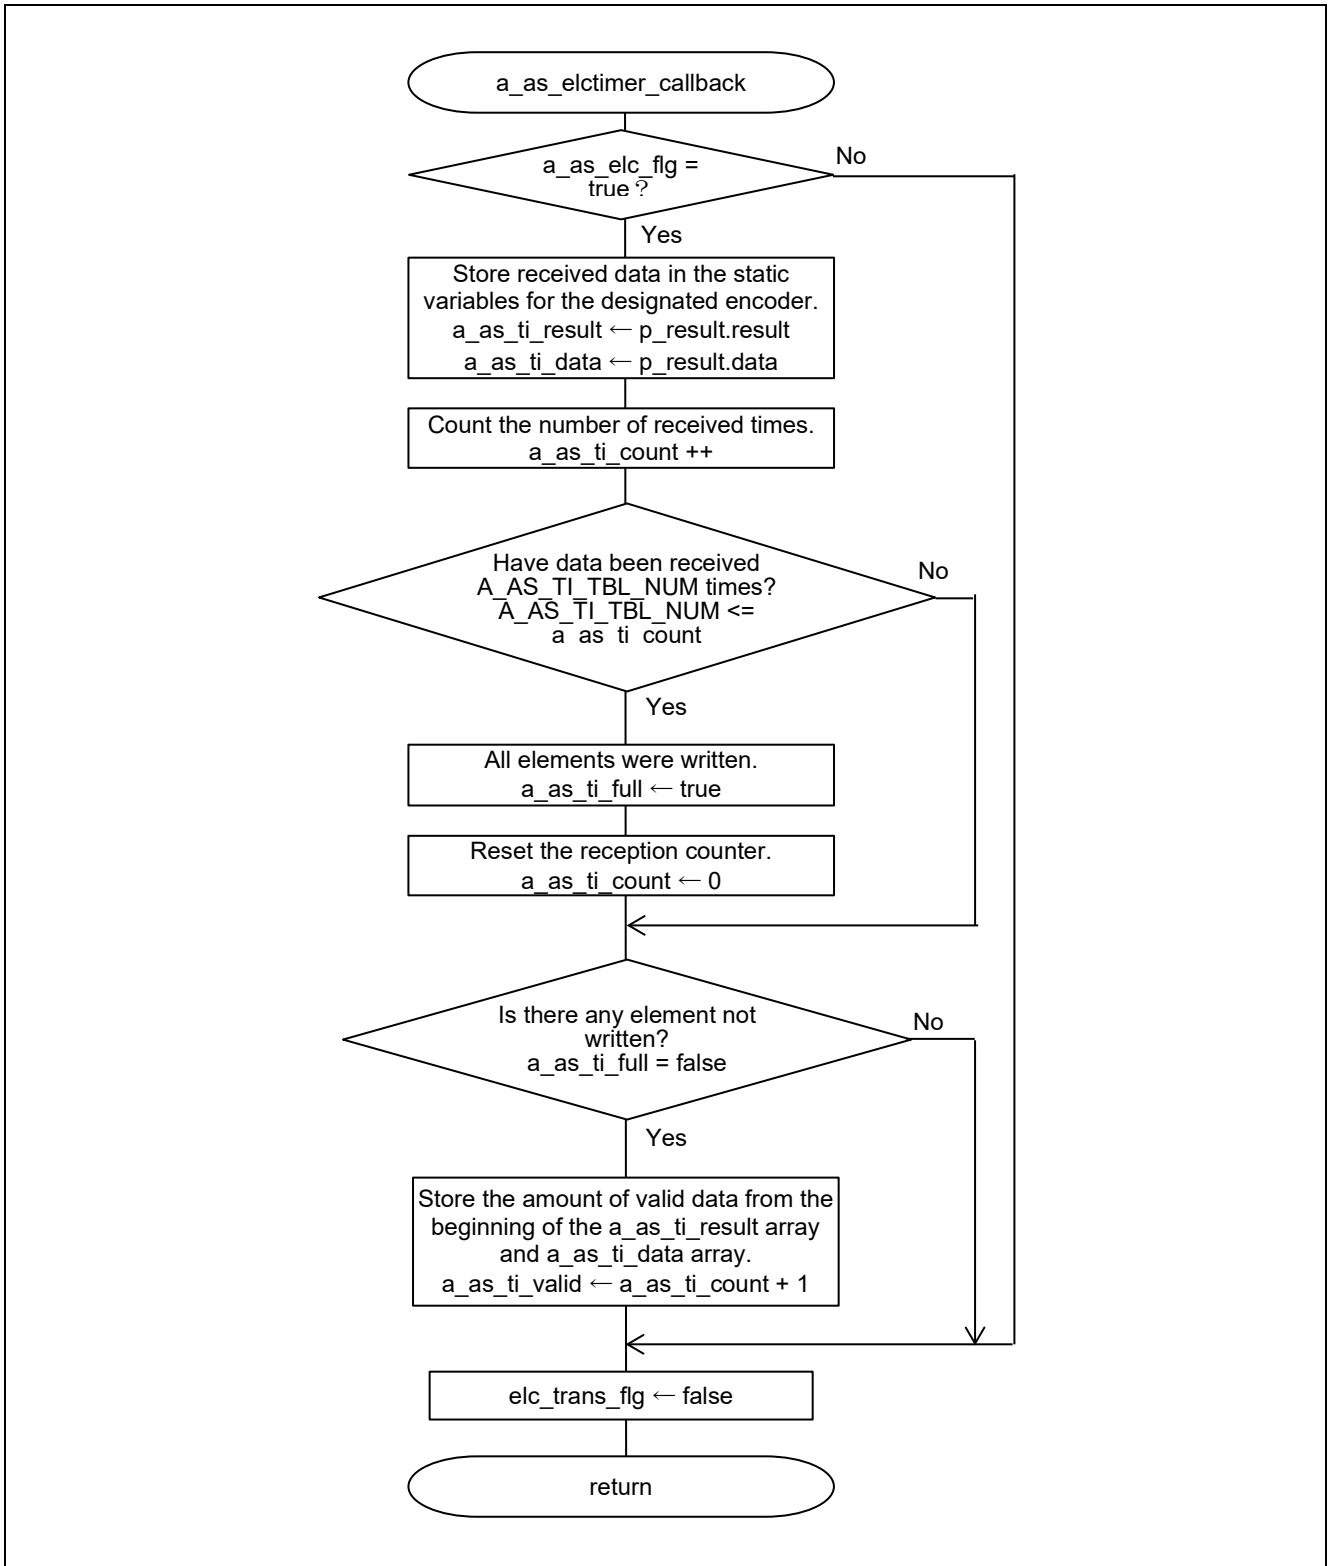 a_as_elctimer_callback
a_as_elc_flg =
true？
No
Yes
Store received data in the static
variables for the designated encoder.
a_as_ti_result ← p_result.result
a_as_ti_data ← p_result.data
Count the number of received times.
a_as_ti_count ++
Have data been received
A_AS_TI_TBL_NUM times?
A_AS_TI_TBL_NUM <=
a_as_ti_count
No
Yes
All elements were written.
a_as_ti_full ← true
Reset the reception counter.
a_as_ti_count ← 0
Is there any element not
written?
a_as_ti_full = false
No
Yes
Store the amount of valid data from the
beginning of the a_as_ti_result array
and a_as_ti_data array.
a_as_ti_valid ← a_as_ti_count + 1
elc_trans_flg ← false
return